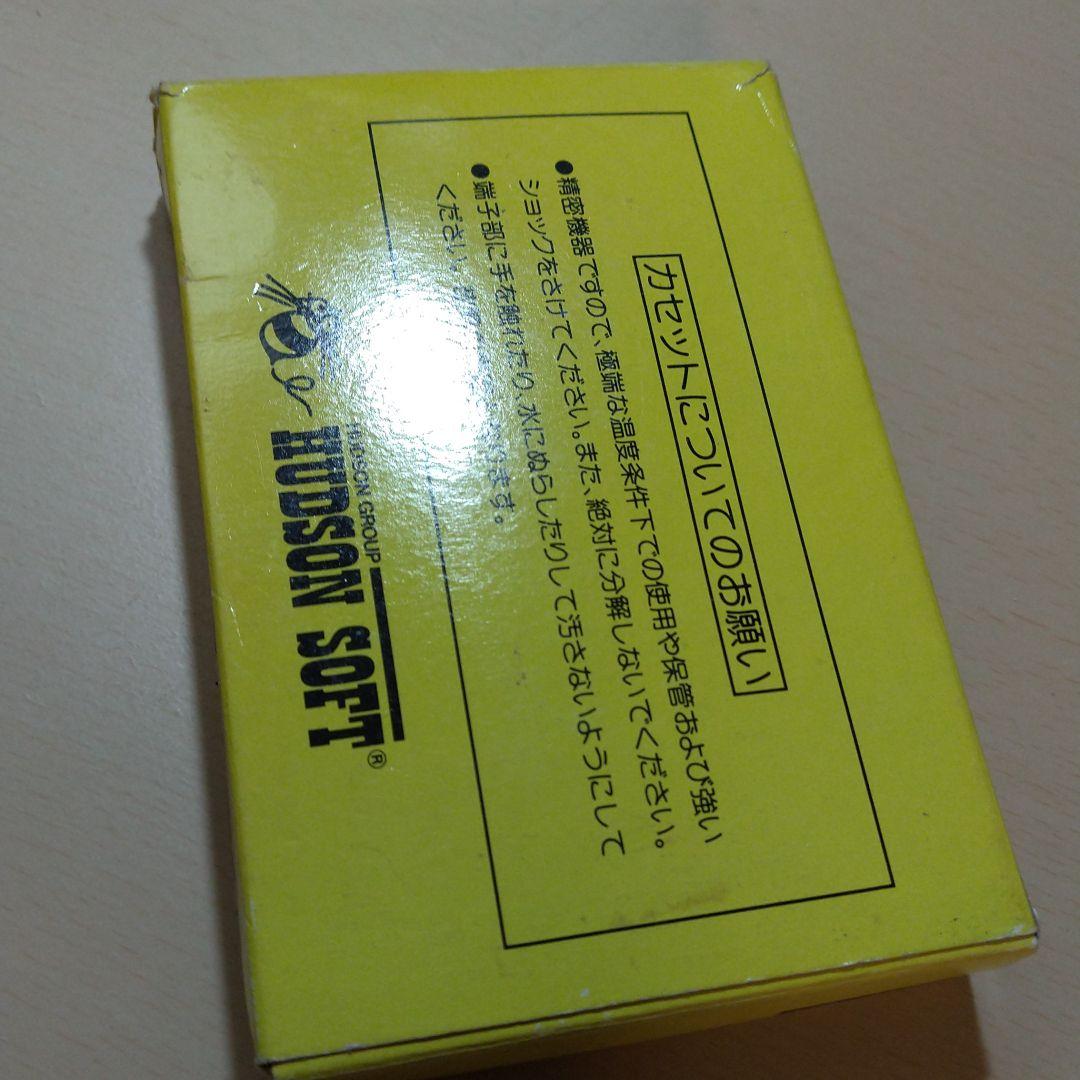 カセットについてのお願い
●精密機器ですので、極端な温度条件下での使用や保管および強い
ショックをさけてください。また、絶対に分解しないでください。
●端子部に手を触れたり、水にぬらしたりして汚さないようにして
ください。 ます。
HUDSON GROUP
HUDSON SOFT®